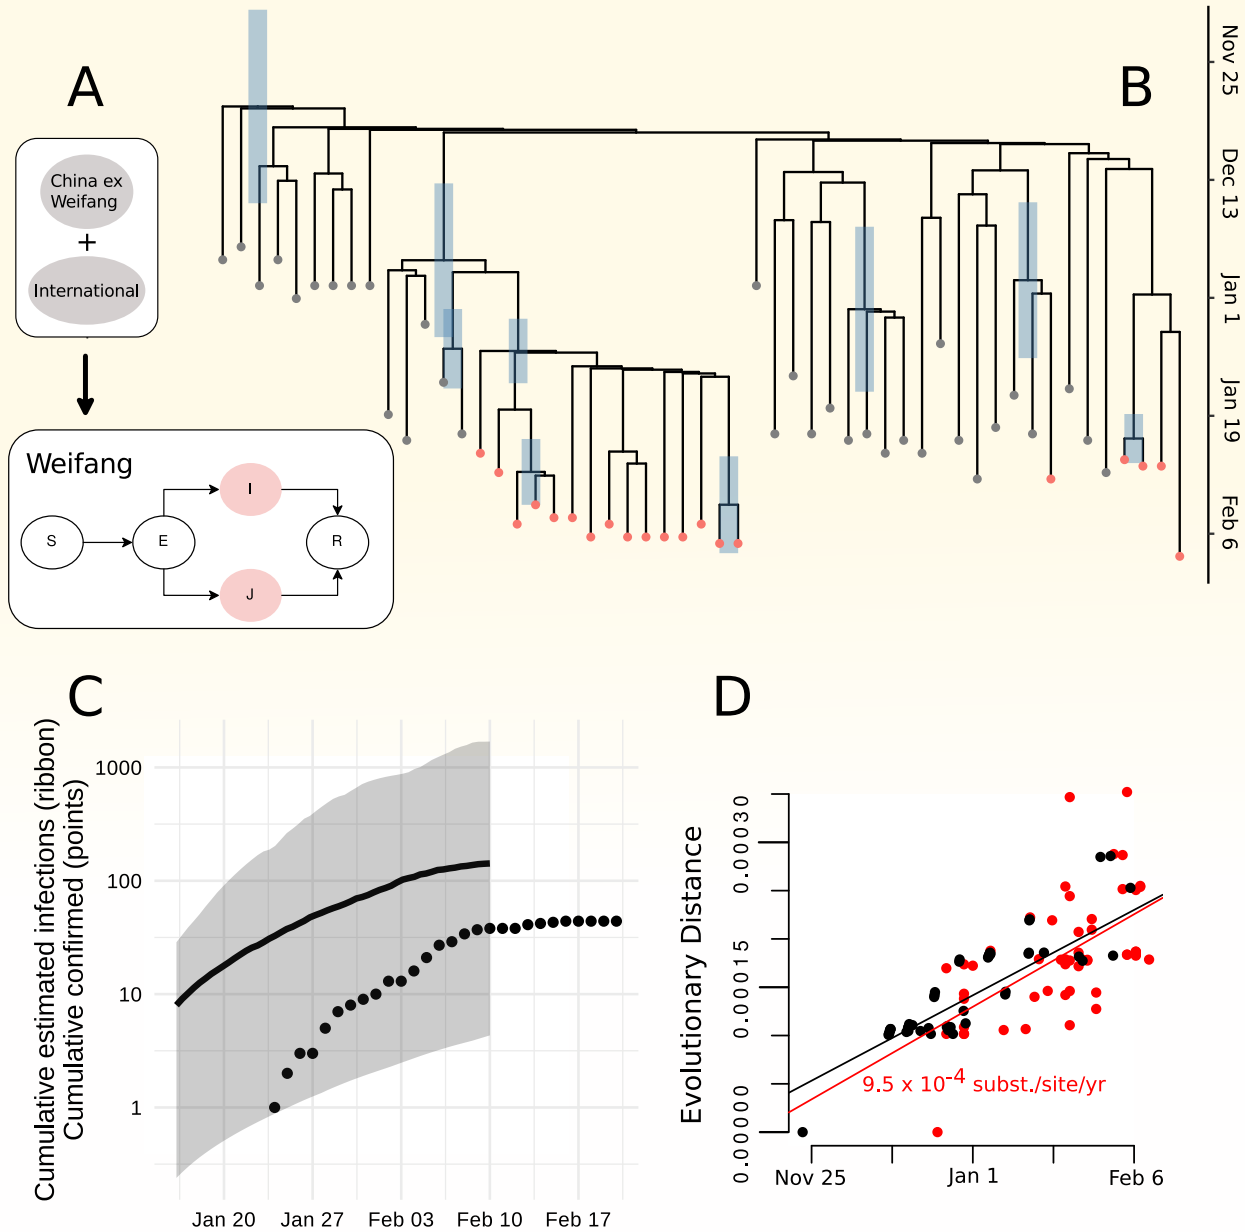 A
B
China ex
Weifang
+
International
Weifang
S
E
I
J
R
Nov 25
Dec 13
Jan 1
Jan 19
Feb 6
C
Cumulative estimated infections (ribbon)
Cumulative confirmed (points)
1000
100
10
1
Jan 20
Jan 27
Feb 03
Feb 10
Feb 17
D
Evolutionary Distance
0.00030
0.00015
0.00000
9.5 x 10-4 subst./site/yr
Nov 25
Jan 1
Feb 6